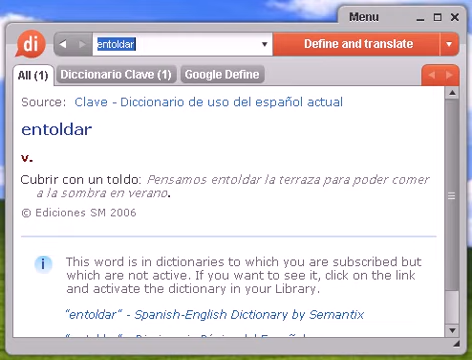 Menu
di
entoldar
Define and translate
All (1)
Diccionario Clave (1)
Google Define
Source: Clave - Diccionario de uso del español actual
entoldar
v.
Cubrir con un toldo: Pensamos entoldar la terraza para poder comer
a la sombra en verano.
© Ediciones SM 2006
i
This word is in dictionaries to which you are subscribed but
which are not active. If you want to see it, click on the link
and activate the dictionary in your Library.
"entoldar" - Spanish-English Dictionary by Semantix